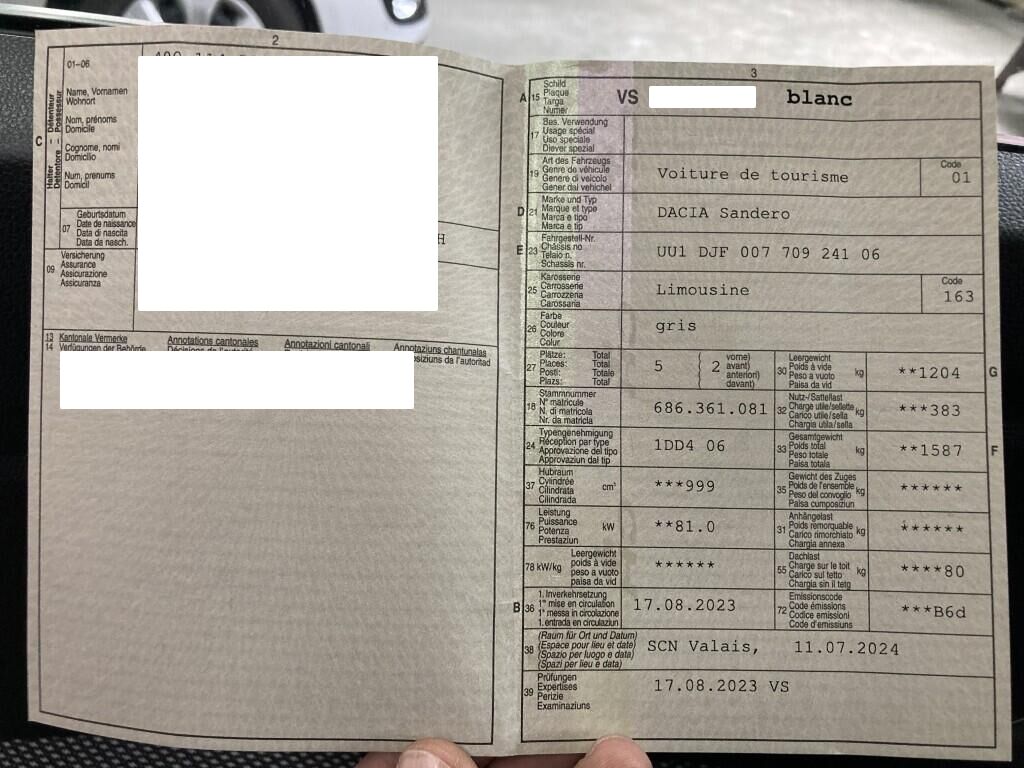 2
01–06
Name, Vornamen
Wohnort
Nom, prénoms
Domicile
Cognome, nomi
Domicilio
Num, prenums
Domicil
C
Halter – Détenteur
Detentore – Possessur
07
Geburtsdatum
Date de naissance
Data di nascita
Data da nasch.
H
09
Versicherung
Assurance
Assicurazione
Assicuranza
13 Kantonale Vermerke Annotations cantonales Annotazioni cantonali Annotaziuns chantunalas
14 Verfügungen der Behörde
3
A 15
Schild
Plaque
Targa
Numer
VS blanc
17
Bes. Verwendung
Usage spécial
Uso speciale
Diever spezial
19
Art des Fahrzeugs
Genre de véhicule
Genere di veicolo
Gener dal vehichel
Voiture de tourisme
Code
01
D 21
Marke und Typ
Marque et type
Marca e tipo
Marca e tip
DACIA Sandero
E 23
Fahrgestell-Nr.
Châssis no
Telaio n.
Schassis nr.
UU1 DJF 007 709 241 06
25
Karosserie
Carrosserie
Carrozzeria
Carossaria
Limousine
Code
163
26
Farbe
Couleur
Colore
Colur
gris
27
Plätze: Total
Places: Total
Posti: Totale
Plazs: Total
5
2
vorne)
avant)
anteriori)
davant)
30
Leergewicht
Poids à vide
Peso a vuoto
Paisa da vid
kg
**1204
G
18
Stammnummer
N° matricule
N. di matricola
Nr. da matricla
686.361.081
32
Nutz-/Sattellast
Charge utile/sellette
Carico utile/sella
Chargia utila/sella
kg
***383
24
Typengenehmigung
Réception par type
Approvazione del tipo
Approvaziun dal tip
1DD4 06
33
Gesamtgewicht
Poids total
Peso totale
Paisa totala
kg
**1587
F
37
Hubraum
Cylindrée
Cilindrata
Cilindrada
cm³
***999
35
Gewicht des Zuges
Poids de l'ensemble
Peso del convoglio
Paisa cumposiziun
kg
******
76
Leistung
Puissance
Potenza
Prestaziun
kW
**81.0
31
Anhängelast
Poids remorquable
Carico rimorchiato
Chargia annexa
kg
******
78 kW/kg
Leergewicht
poids à vide
peso a vuoto
paisa da vid
******
55
Dachlast
Charge sur le toit
Carico sul tetto
Chargia sin il tetg
kg
****80
B 36
1. Inverkehrsetzung
1re mise en circulation
1a messa in circolazione
1. entrada en circulaziun
17.08.2023
72
Emissionscode
Code émissions
Codice emissioni
Code d'emissiuns
***B6d
38
(Raum für Ort und Datum)
(Espace pour lieu et date)
(Spazio per luogo e data)
(Spazi per lieu e data)
SCN Valais, 11.07.2024
39
Prüfungen
Expertises
Perizie
Examinaziuns
17.08.2023 VS